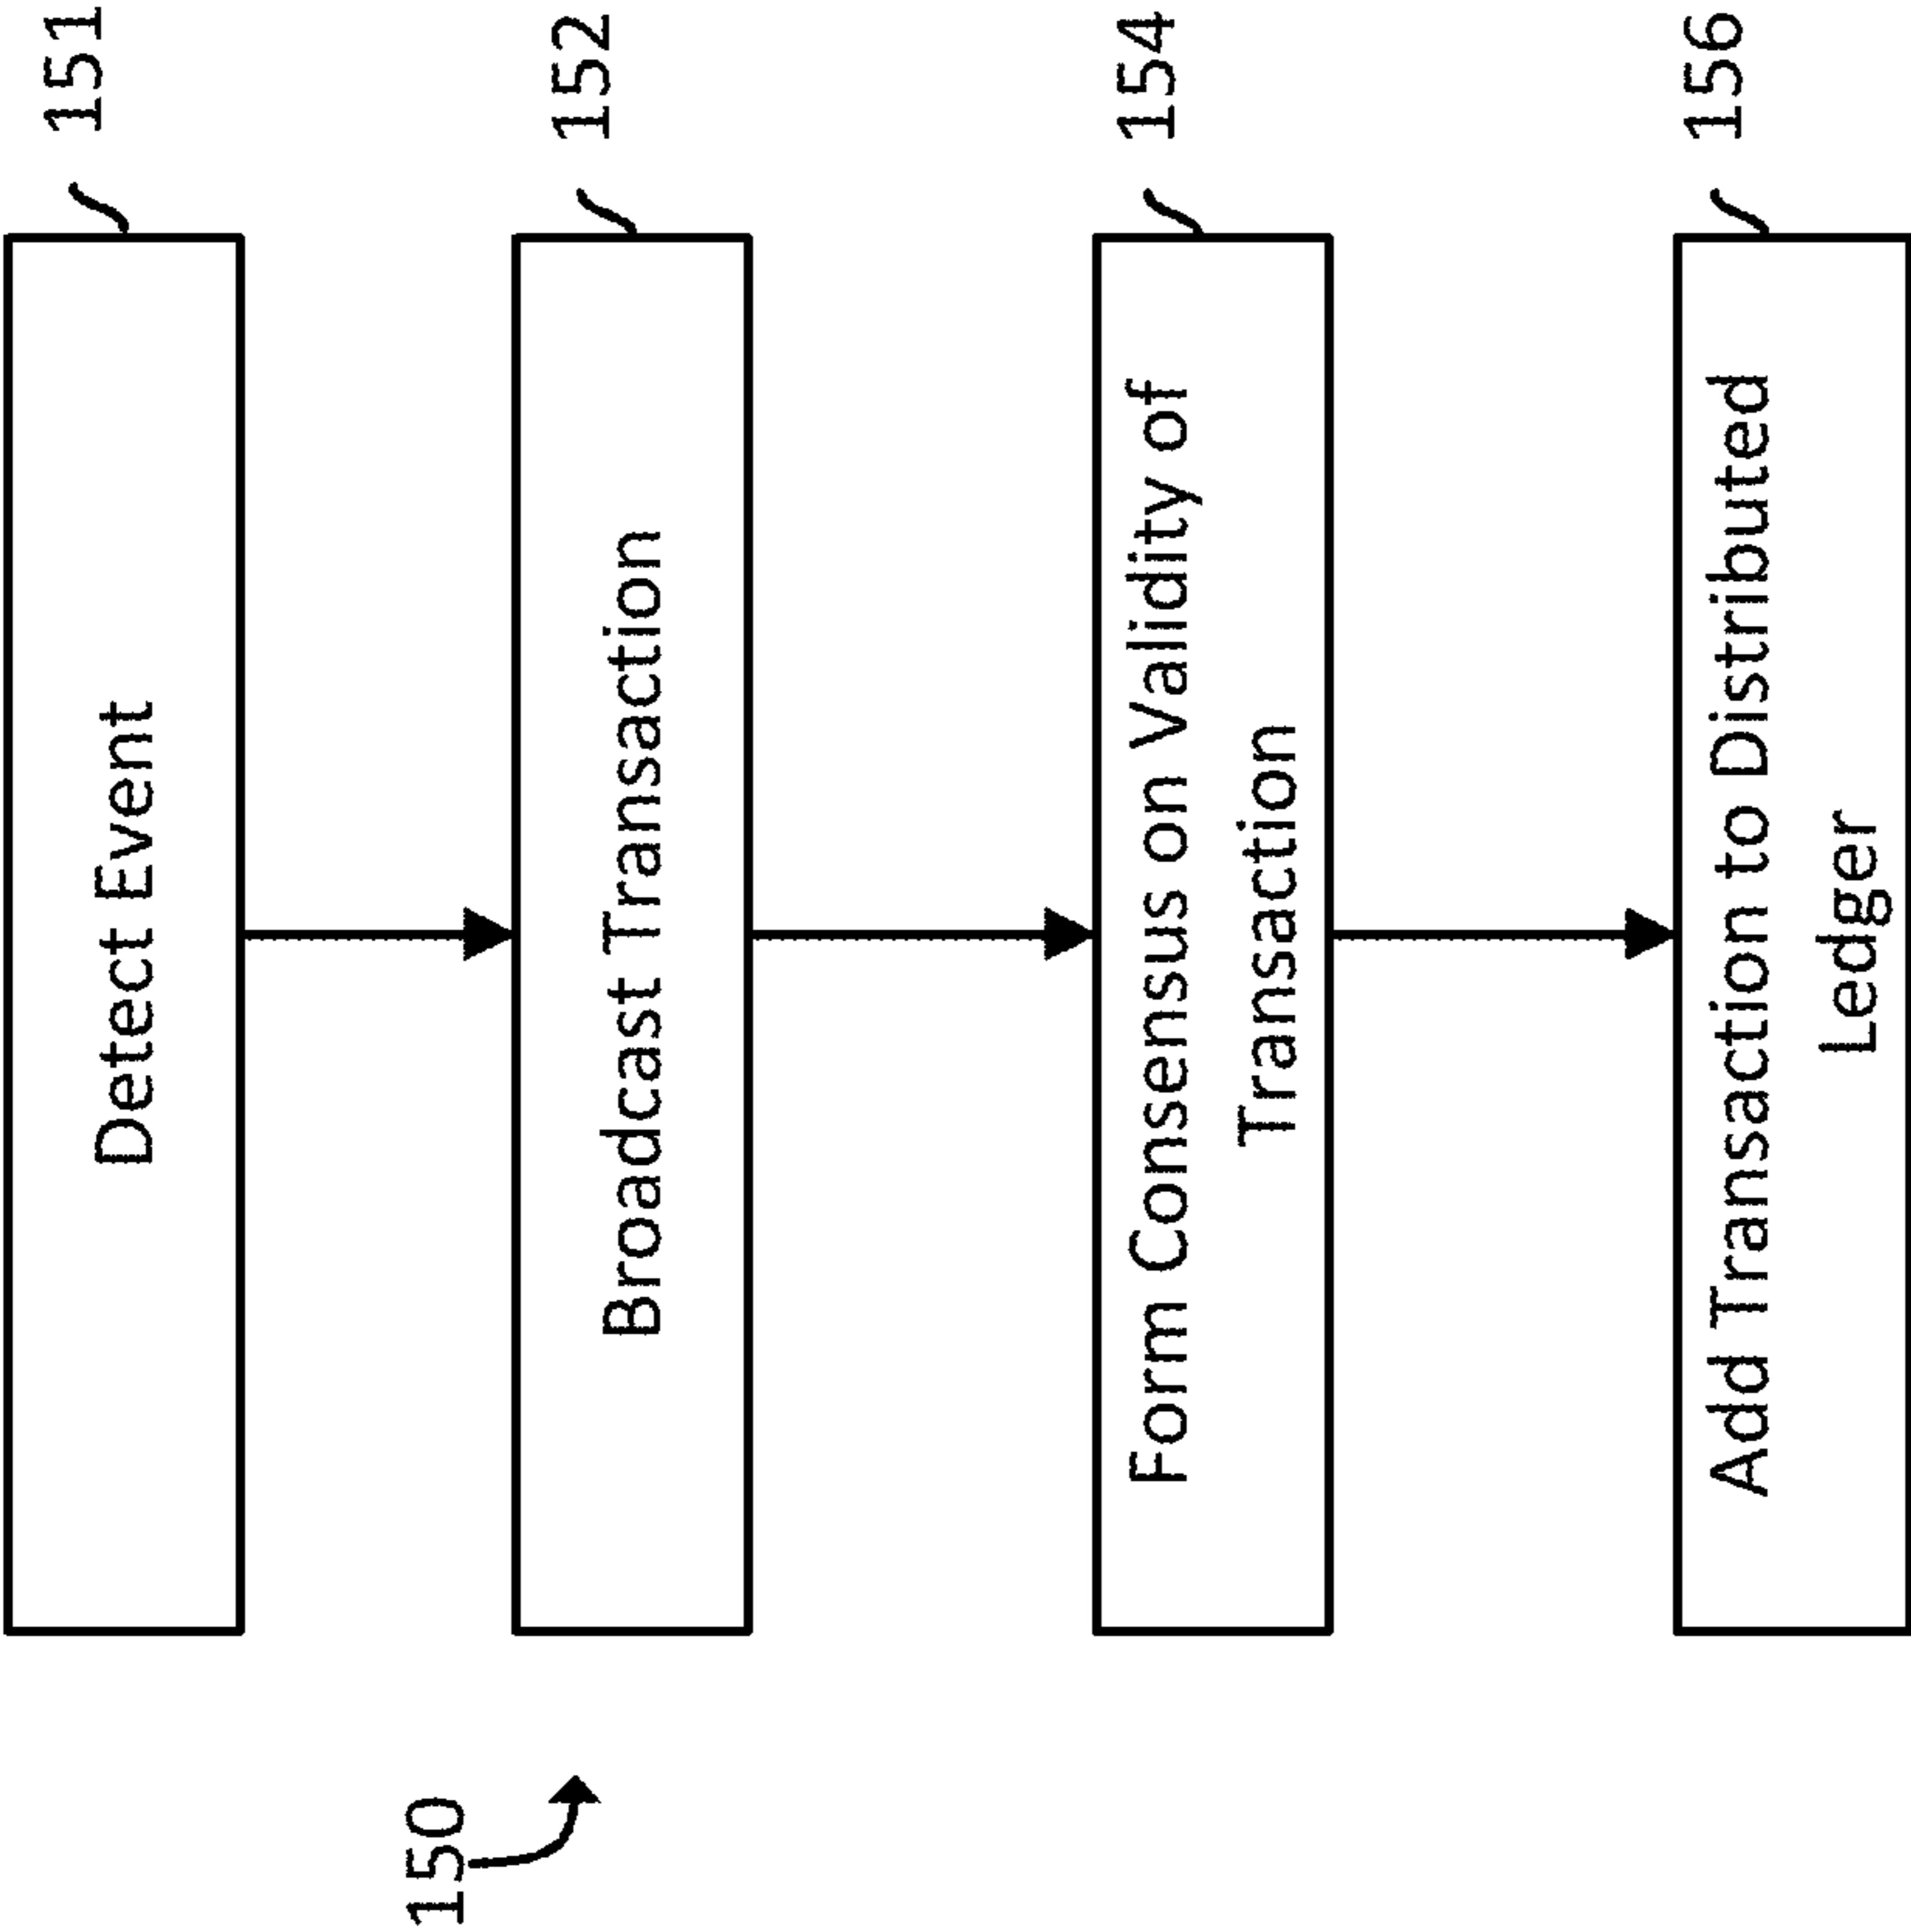 150
Detect Event
151
Broadcast Transaction
152
Form Consensus on Validity of
Transaction
154
Add Transaction to Distributed
Ledger
156